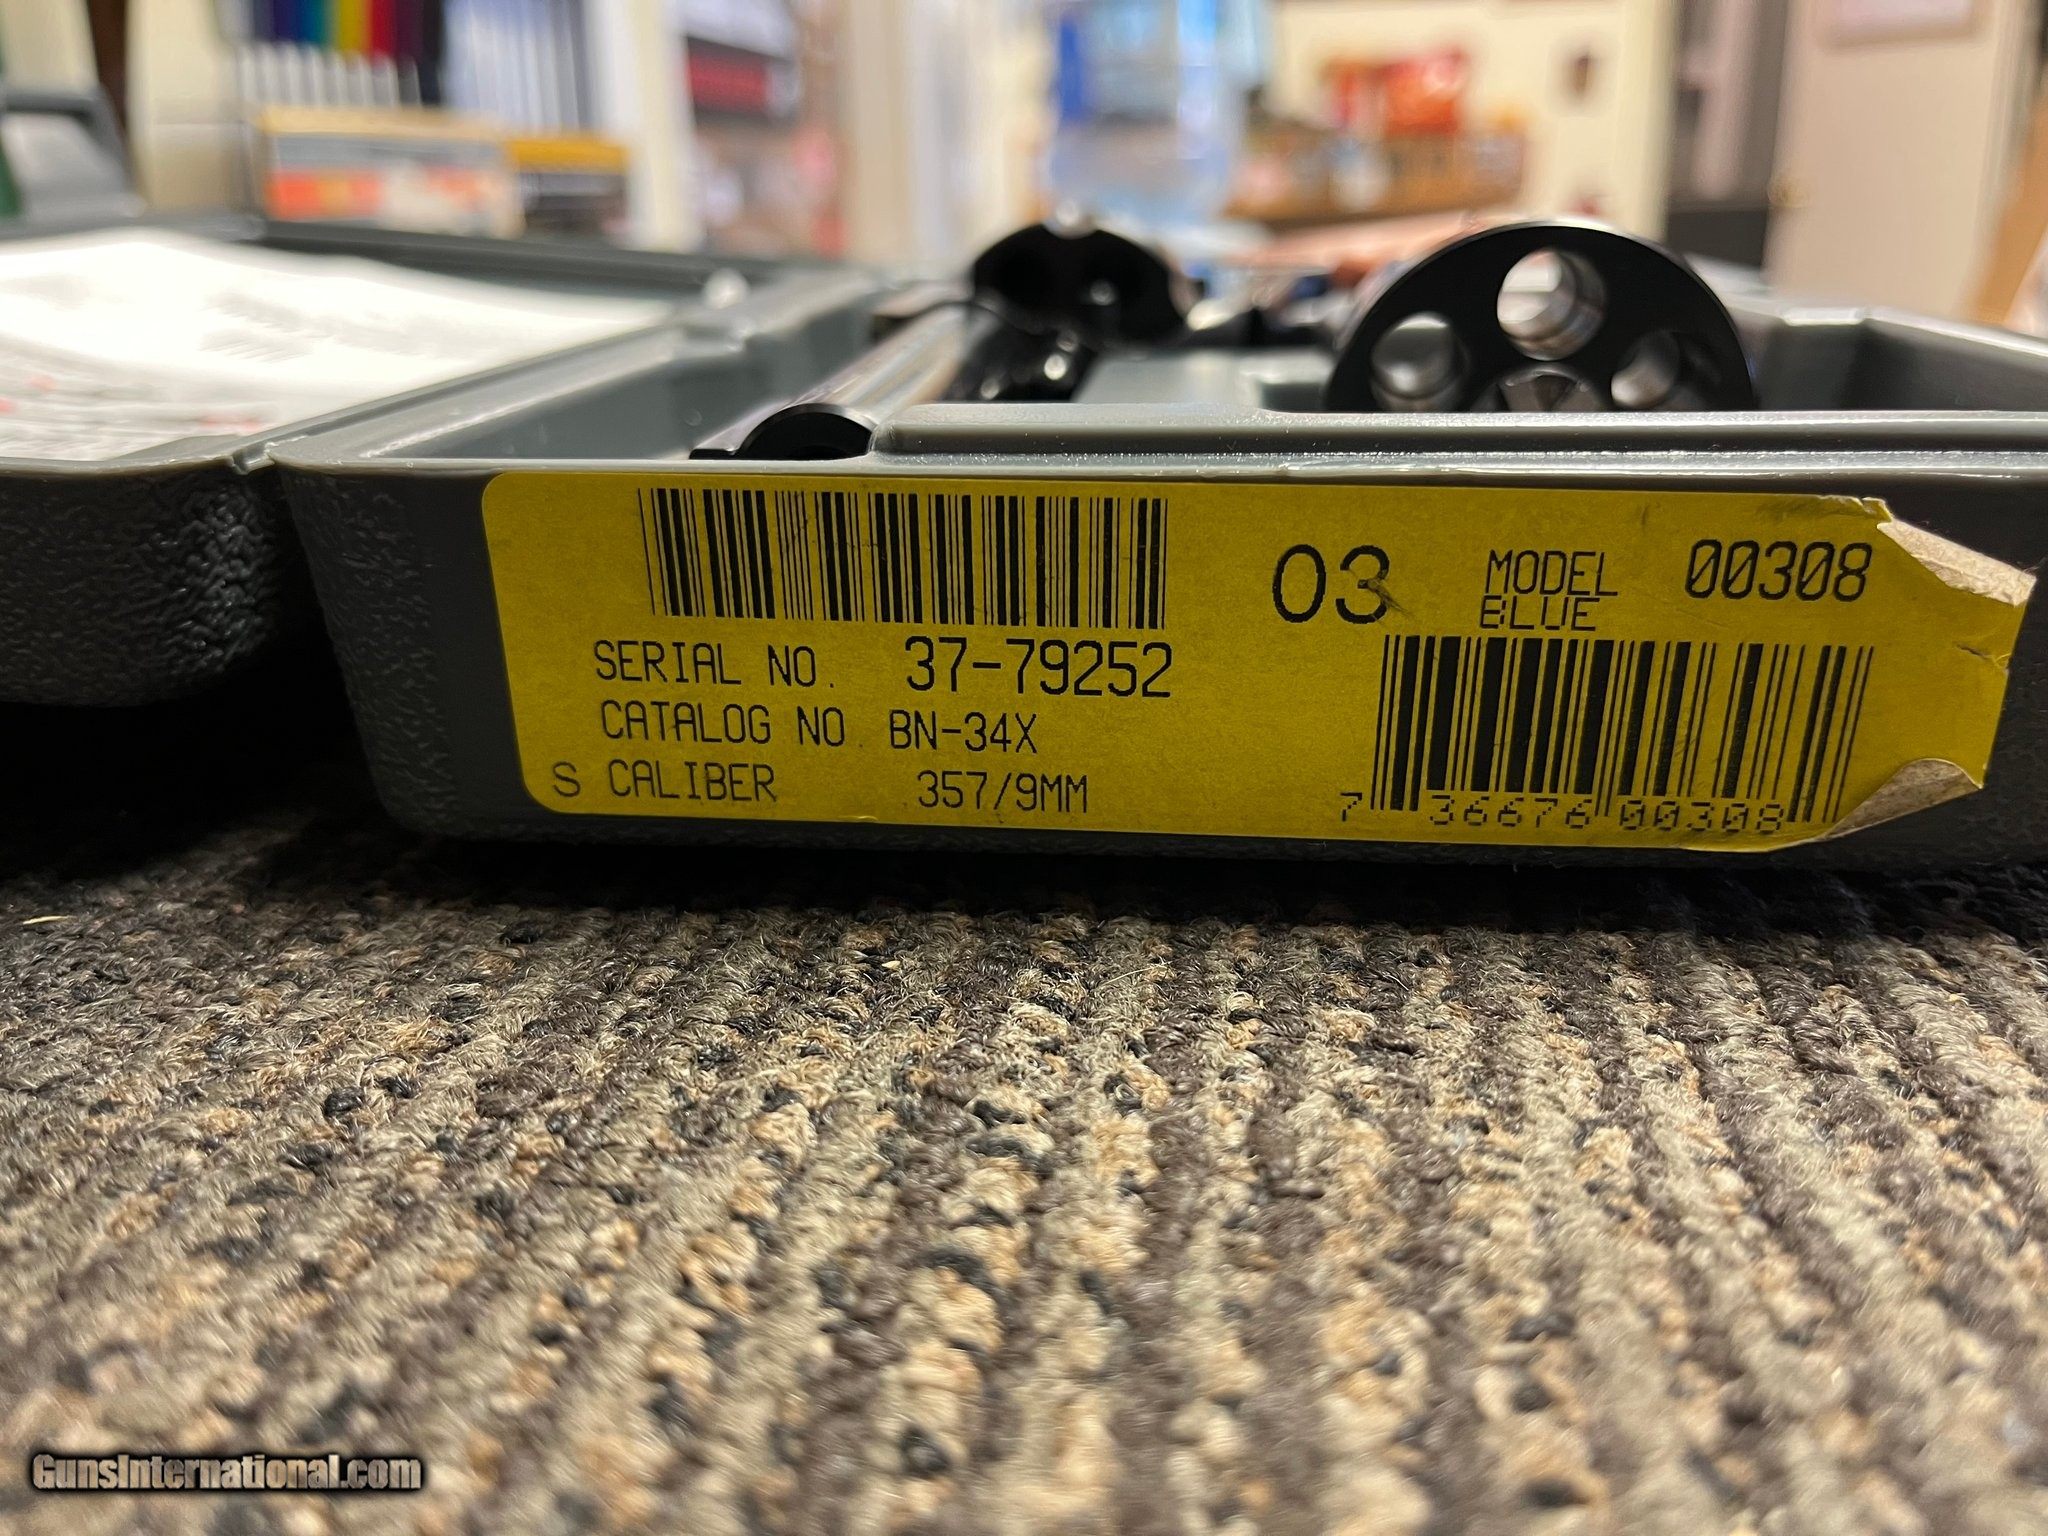 03
MODEL 00308
BLUE
SERIAL NO. 37-79252
CATALOG NO. BN-34X
S CALIBER 357/9MM
7 36676 00308
GunsInternational.com